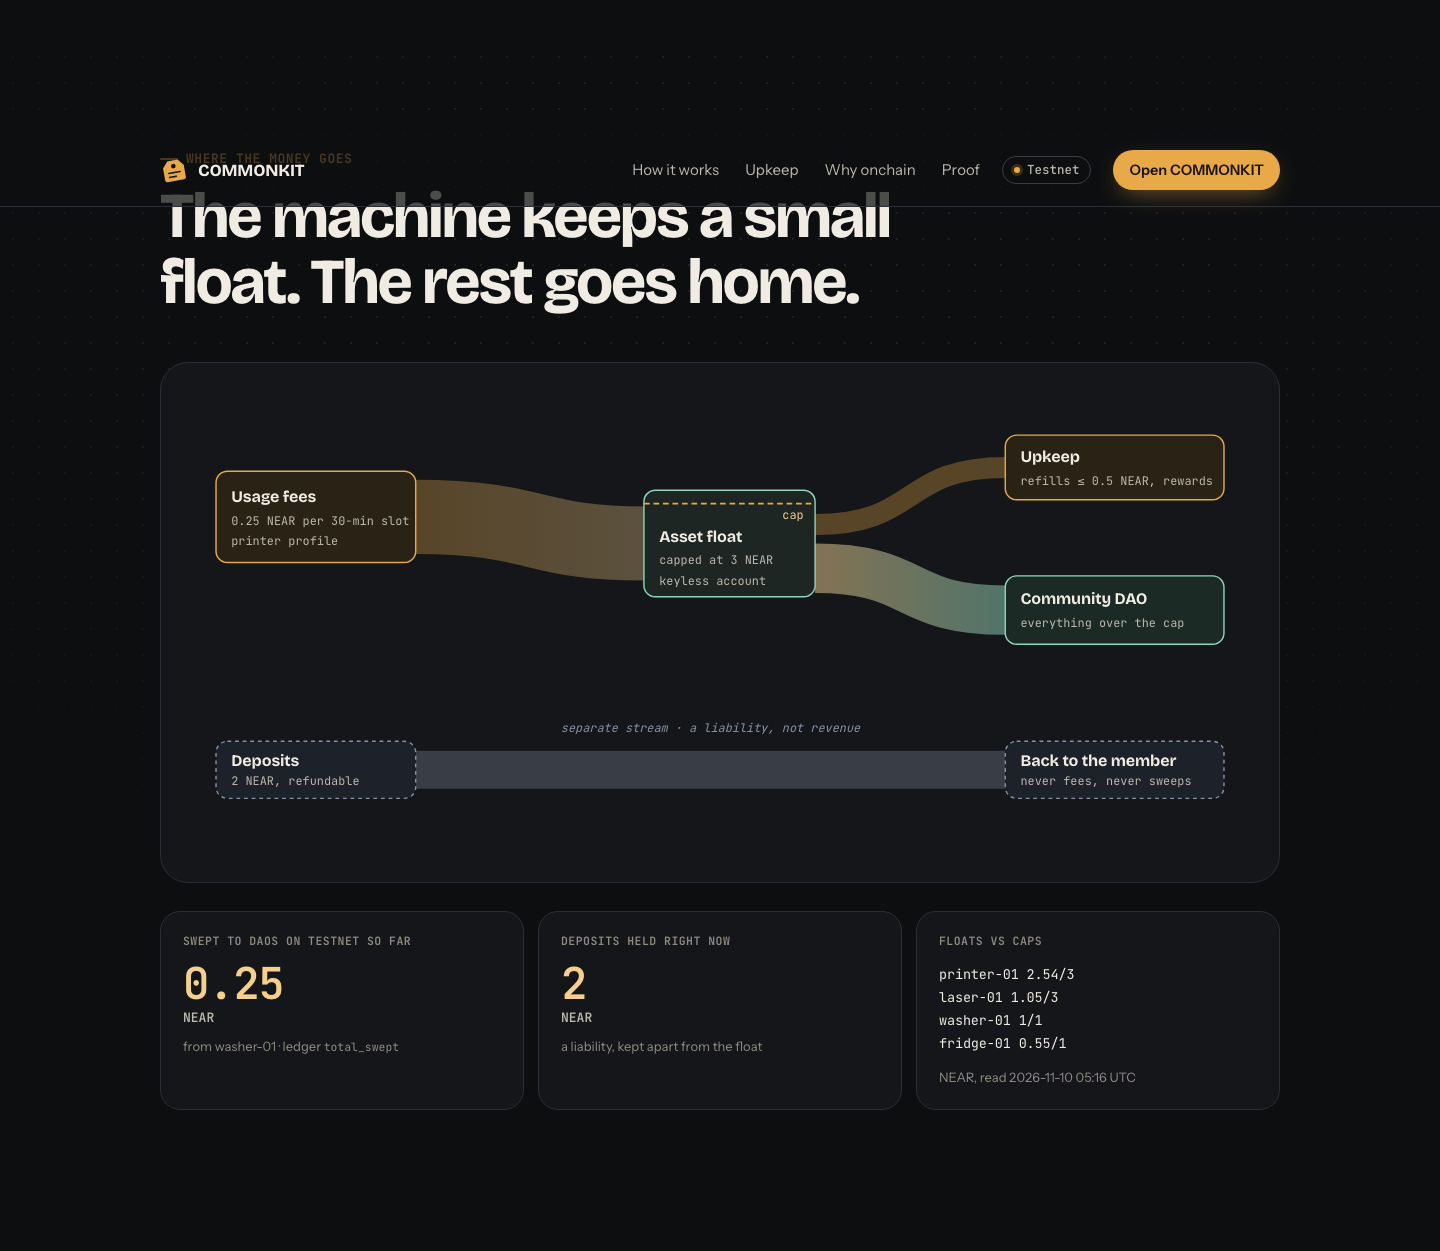 WHERE THE MONEY GOES
COMMONKIT
How it works
Upkeep
Why onchain
Proof
Testnet
Open COMMONKIT
The machine keeps a small
float. The rest goes home.
Usage fees
0.25 NEAR per 30-min slot
printer profile
cap
Asset float
capped at 3 NEAR
keyless account
Upkeep
refills ≤ 0.5 NEAR, rewards
Community DAO
everything over the cap
separate stream · a liability, not revenue
Deposits
2 NEAR, refundable
Back to the member
never fees, never sweeps
SWEPT TO DAOS ON TESTNET SO FAR
0.25
NEAR
from washer-01 · ledger total_swept
DEPOSITS HELD RIGHT NOW
2
NEAR
a liability, kept apart from the float
FLOATS VS CAPS
printer-01 2.54/3
laser-01 1.05/3
washer-01 1/1
fridge-01 0.55/1
NEAR, read 2026-11-10 05:16 UTC